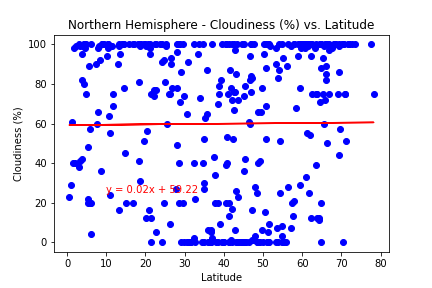 Northern Hemisphere - Cloudiness (%) vs. Latitude
Cloudiness (%)
100
80
60
40
20
0
y = 0.02x + 59.22
0 10 20 30 40 50 60 70 80
Latitude